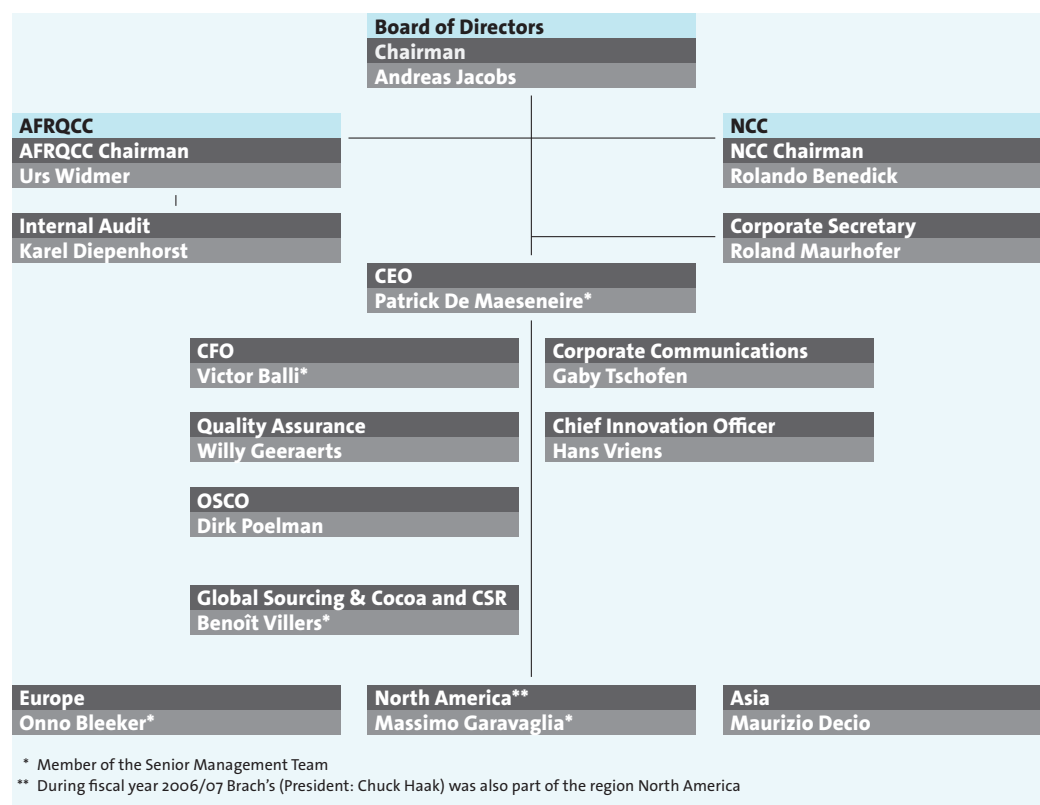 Board of Directors
Chairman
Andreas Jacobs
AFRQCC
AFRQCC Chairman
Urs Widmer
NCC
NCC Chairman
Rolando Benedick
Internal Audit
Karel Diepenhorst
Corporate Secretary
Roland Maurhofer
CEO
Patrick De Maeseneire*
CFO
Victor Balli*
Corporate Communications
Gaby Tschofen
Quality Assurance
Willy Geeraerts
Chief Innovation Officer
Hans Vriens
OSCO
Dirk Poelman
Global Sourcing & Cocoa and CSR
Benoît Villers*
Europe
Onno Bleeker*
North America**
Massimo Garavaglia*
Asia
Maurizio Decio
* Member of the Senior Management Team
** During fiscal year 2006/07 Brach's (President: Chuck Haak) was also part of the region North America